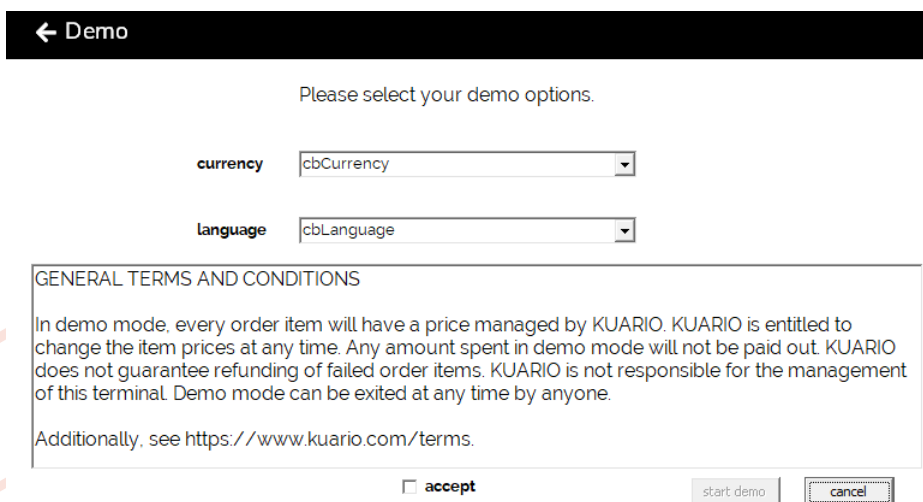 Demo
Please select your demo options.
currency cbCurrency
language cbLanguage
GENERAL TERMS AND CONDITIONS
In demo mode, every order item will have a price managed by KUARIO. KUARIO is entitled to
change the item prices at any time. Any amount spent in demo mode will not be paid out. KUARIO
does not guarantee refunding of failed order items. KUARIO is not responsible for the management
of this terminal. Demo mode can be exited at any time by anyone.
Additionally, see https://www.kuario.com/terms.
accept
start demo cancel